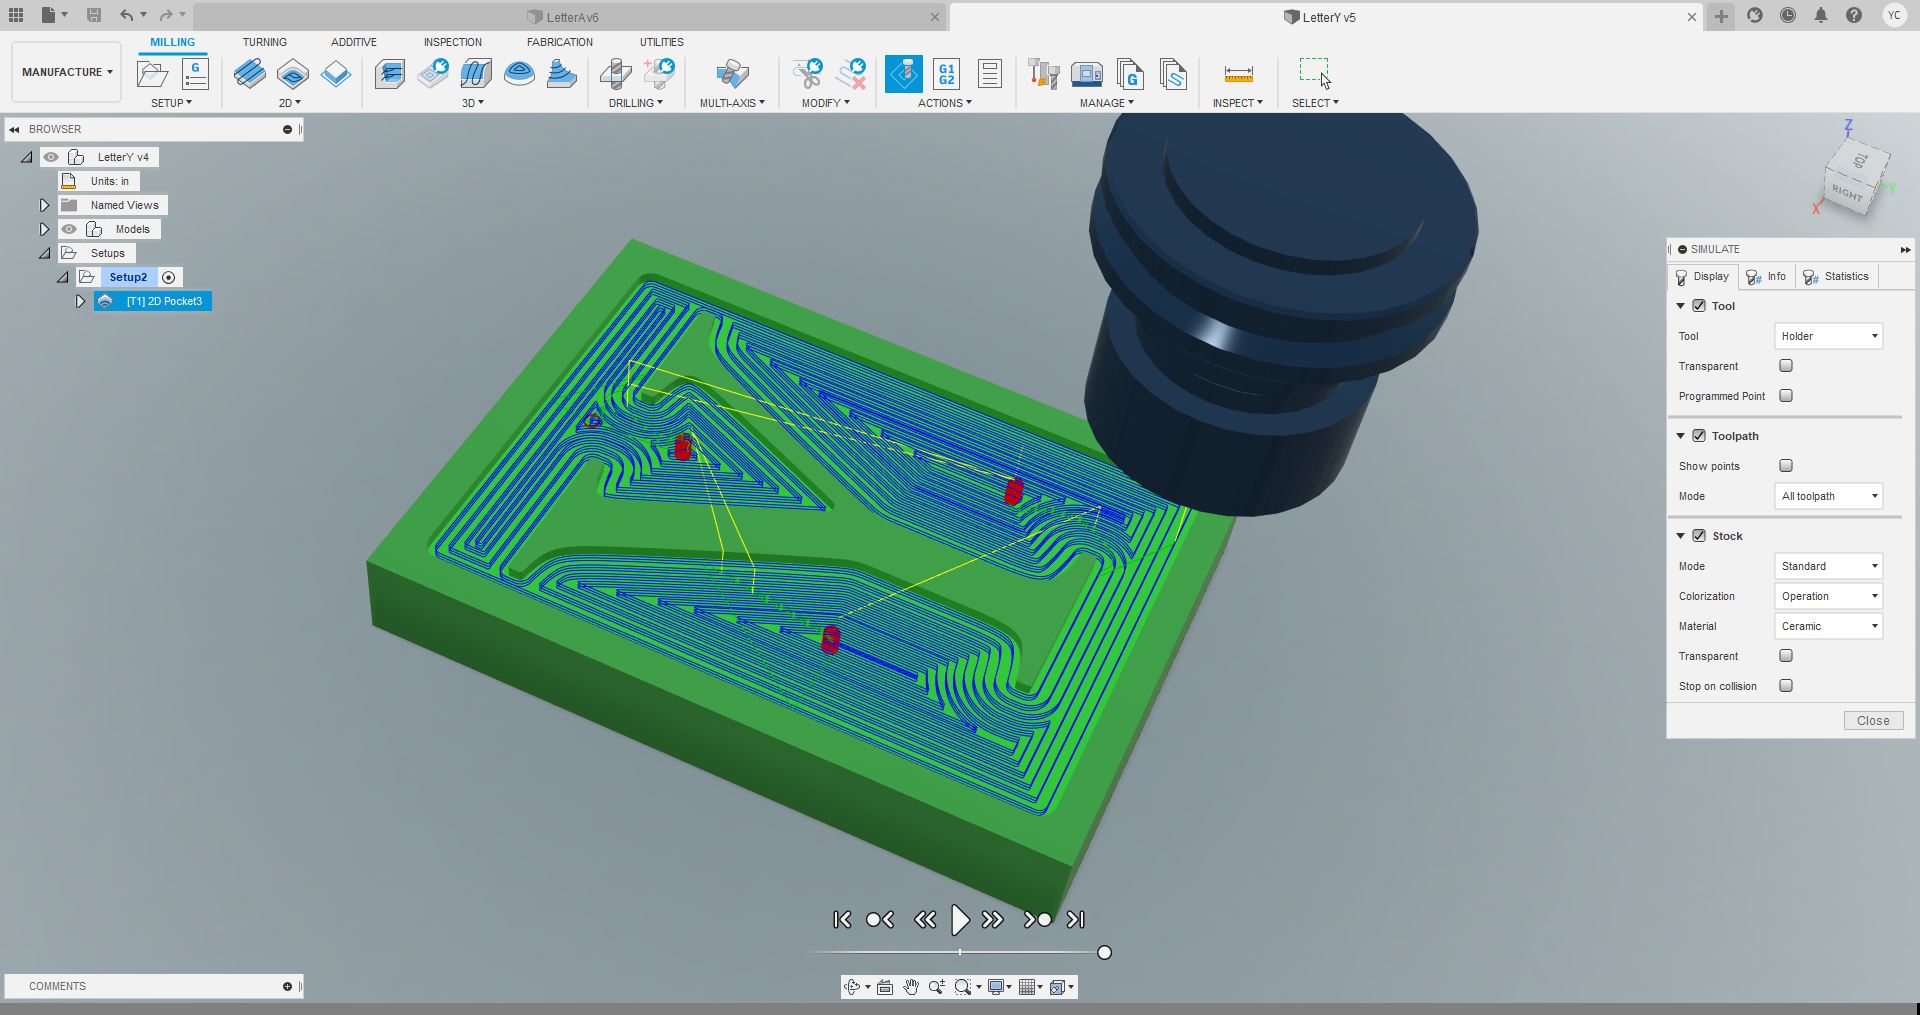 LetterA v6
LetterY v5
YC
MILLING TURNING ADDITIVE INSPECTION FABRICATION UTILITIES
MANUFACTURE
G
G1
G2
G
SETUP 2D 3D DRILLING MULTI-AXIS MODIFY ACTIONS MANAGE INSPECT SELECT
BROWSER
LetterY v4
Units: in
Named Views
Models
Setups
Setup2
[T1] 2D Pocket3
Z
TOP
RIGHT
Y
X
SIMULATE
Display Info Statistics
Tool
Tool Holder
Transparent
Programmed Point
Toolpath
Show points
Mode All toolpath
Stock
Mode Standard
Colorization Operation
Material Ceramic
Transparent
Stop on collision
Close
COMMENTS